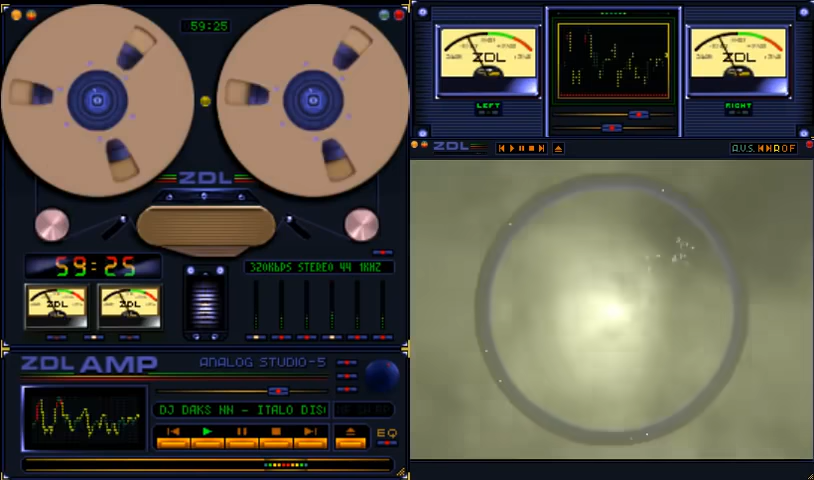 59:25
ZDL
ZDL
ZDL
LEFT
RIGHT
ZDL
A.V.S.
R O F
59:25
320KBPS STEREO 44 1KHZ
ZDL
ZDL
ZDL AMP
ANALOG STUDIO-5
DJ DAKS NN - ITALO DIS
EQ